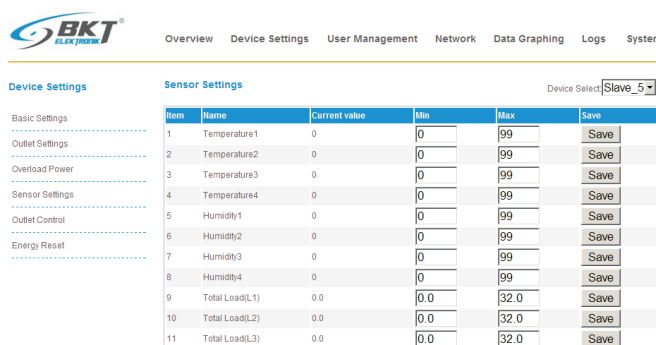 BKT®
ELEKTRONIK
Overview Device Settings User Management Network Data Graphing Logs System
Device Settings
Sensor Settings
Device Select: Slave_5
Basic Settings
Outlet Settings
Overload Power
Sensor Settings
Outlet Control
Energy Reset
Item Name Current value Min Max Save
1 Temperature1 0 0 99 Save
2 Temperature2 0 0 99 Save
3 Temperature3 0 0 99 Save
4 Temperature4 0 0 99 Save
5 Humidity1 0 0 99 Save
6 Humidity2 0 0 99 Save
7 Humidity3 0 0 99 Save
8 Humidity4 0 0 99 Save
9 Total Load(L1) 0.0 0.0 32.0 Save
10 Total Load(L2) 0.0 0.0 32.0 Save
11 Total Load(L3) 0.0 0.0 32.0 Save